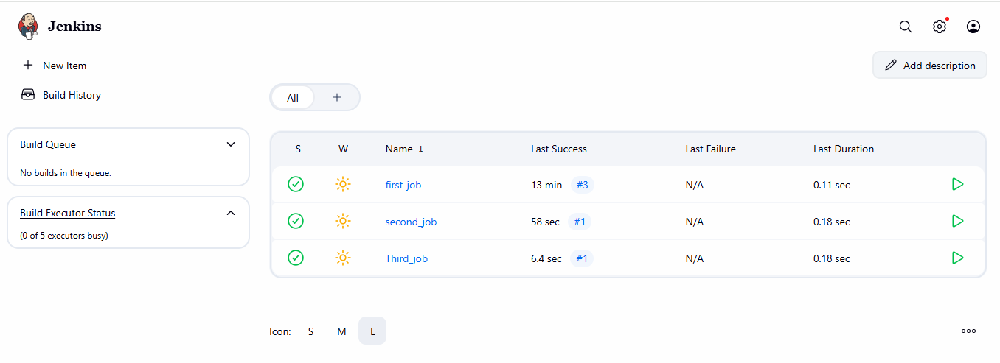 Jenkins
New Item
Add description
Build History
All +
Build Queue
No builds in the queue.
Build Executor Status
(0 of 5 executors busy)
S W Name ↓ Last Success Last Failure Last Duration
first-job 13 min #3 N/A 0.11 sec
second_job 58 sec #1 N/A 0.18 sec
Third_job 6.4 sec #1 N/A 0.18 sec
Icon: S M L